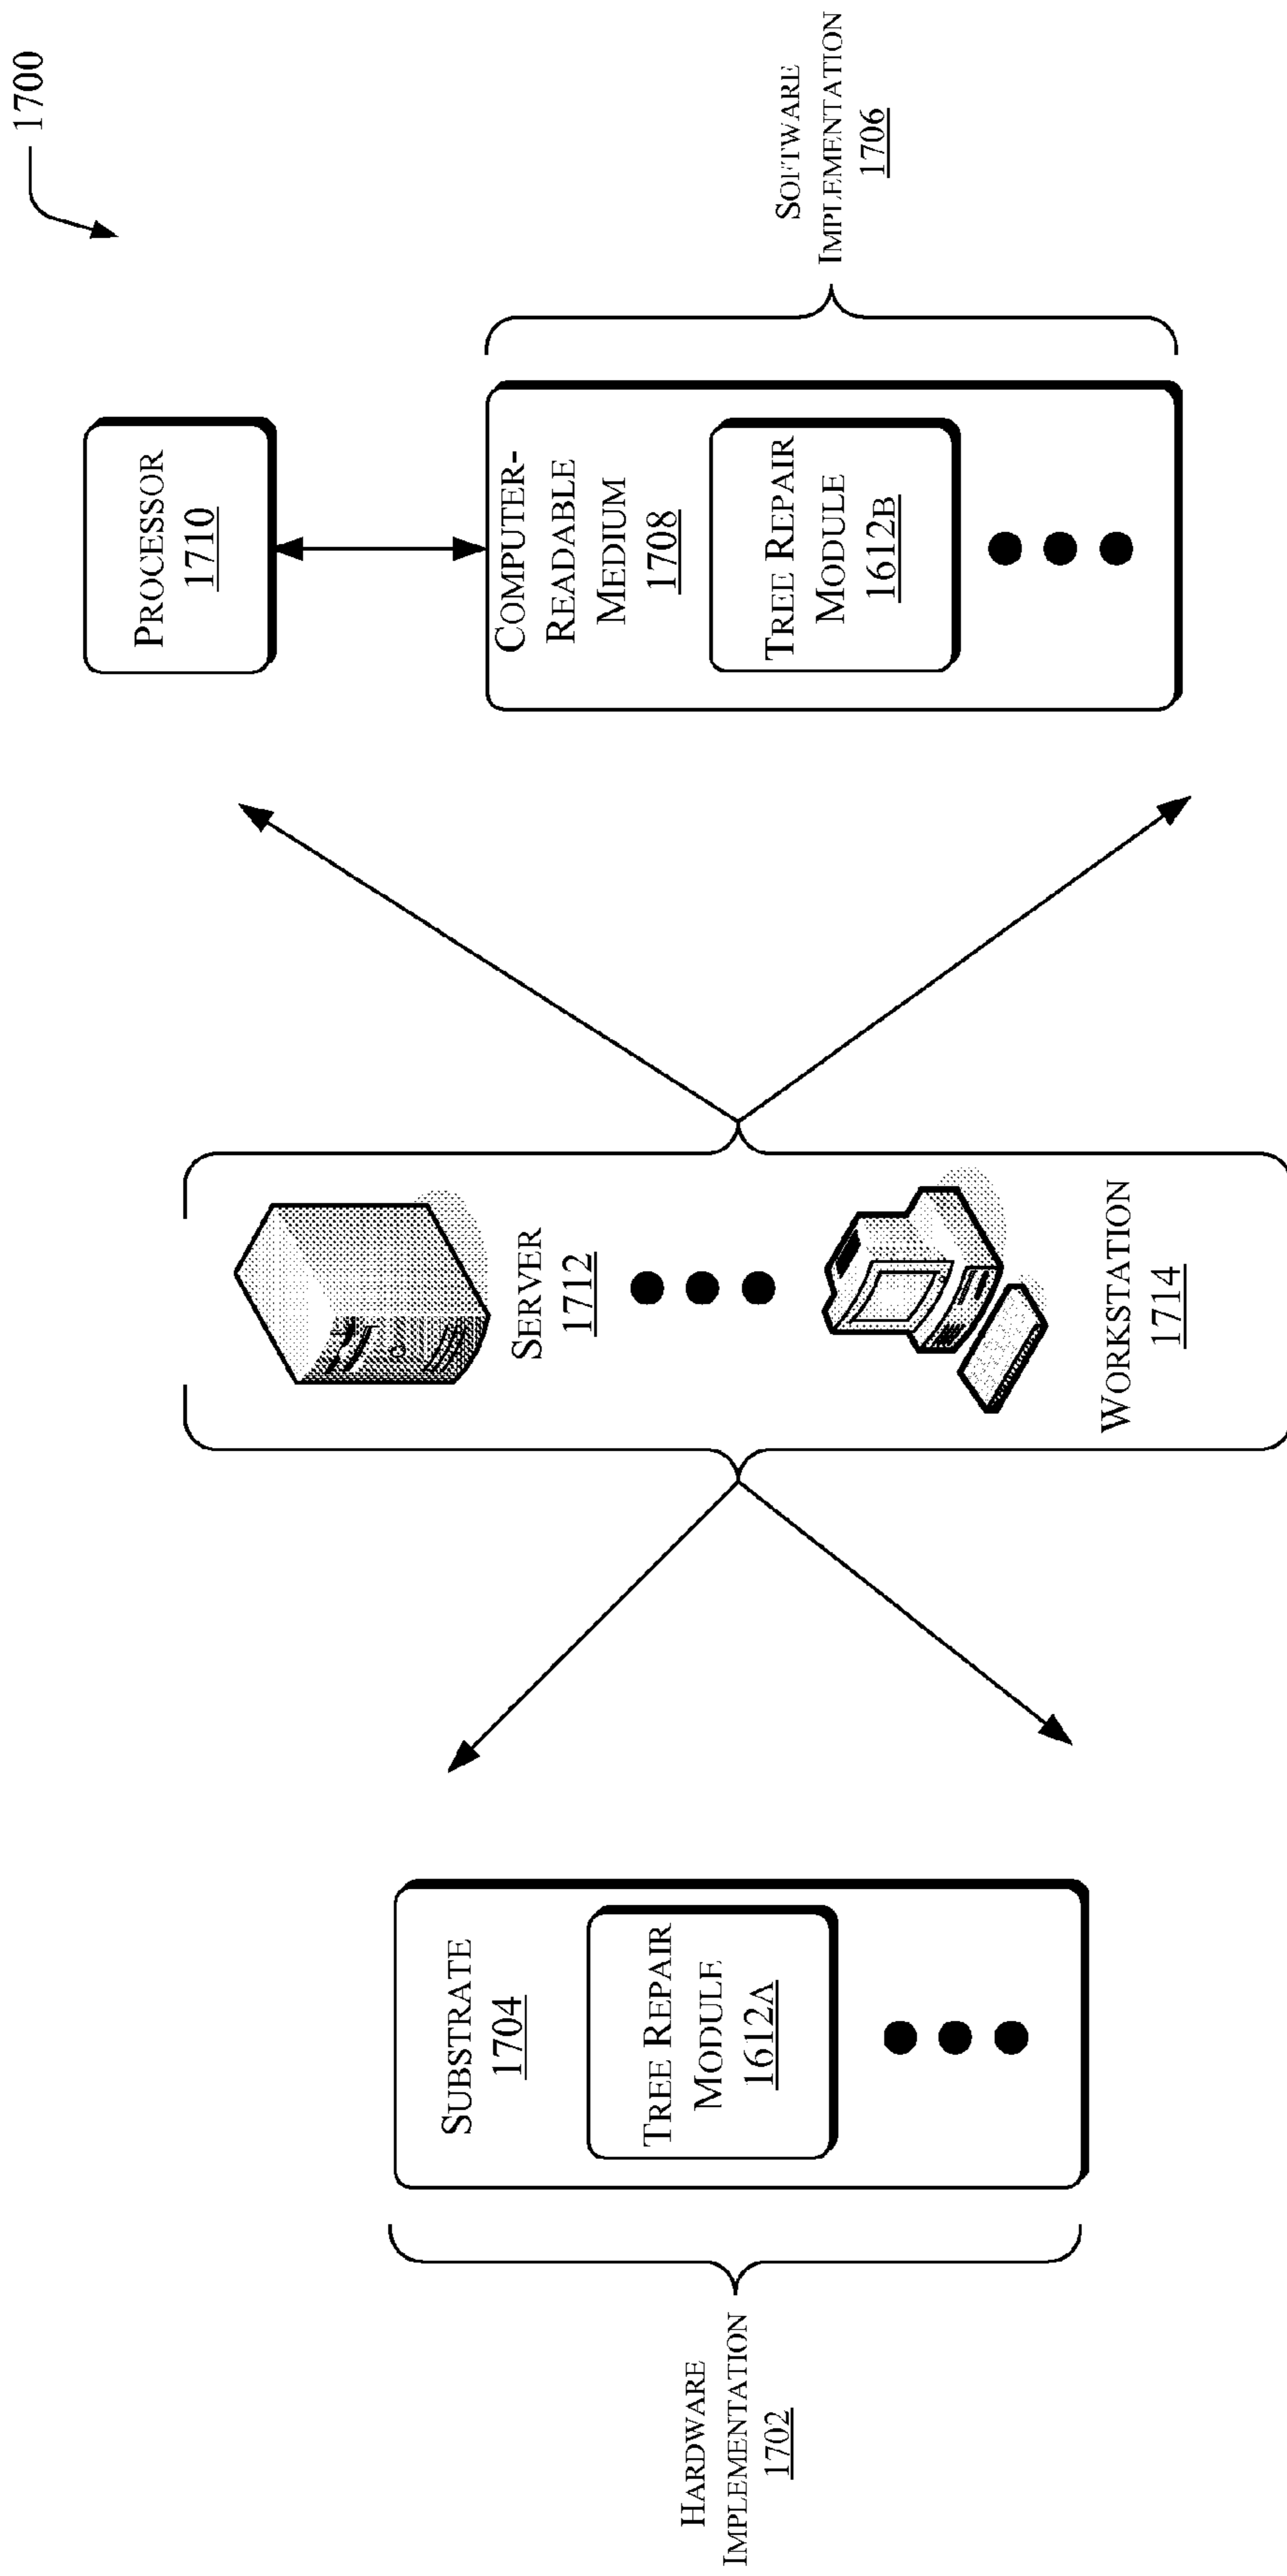 1700
HARDWARE
IMPLEMENTATION
1702
SUBSTRATE
1704
TREE REPAIR
MODULE
1612A
SERVER
1712
WORKSTATION
1714
PROCESSOR
1710
COMPUTER-
READABLE
MEDIUM
1708
TREE REPAIR
MODULE
1612B
SOFTWARE
IMPLEMENTATION
1706